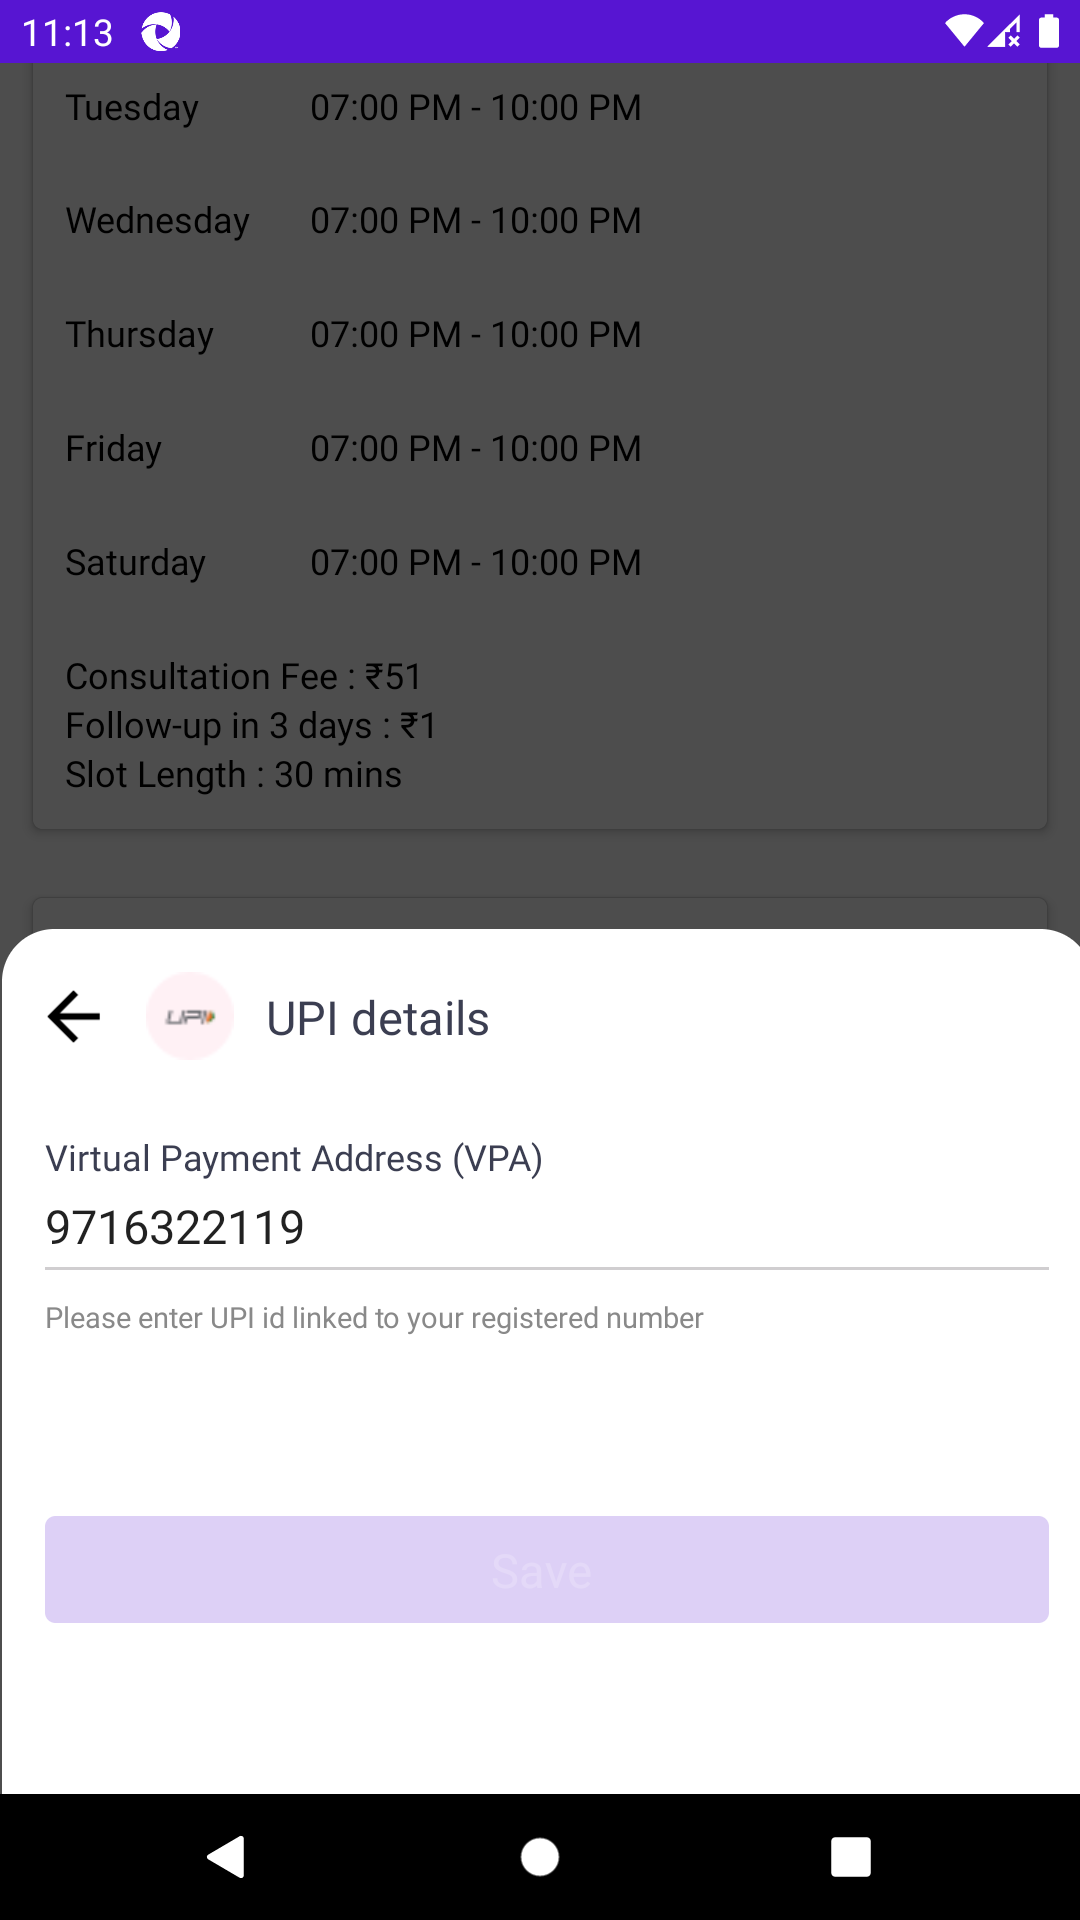 11:13
Tuesday 07:00 PM - 10:00 PM
Wednesday 07:00 PM - 10:00 PM
Thursday 07:00 PM - 10:00 PM
Friday 07:00 PM - 10:00 PM
Saturday 07:00 PM - 10:00 PM
Consultation Fee : ₹51
Follow-up in 3 days : ₹1
Slot Length : 30 mins
UPI UPI details
Virtual Payment Address (VPA)
9716322119
Please enter UPI id linked to your registered number
Save